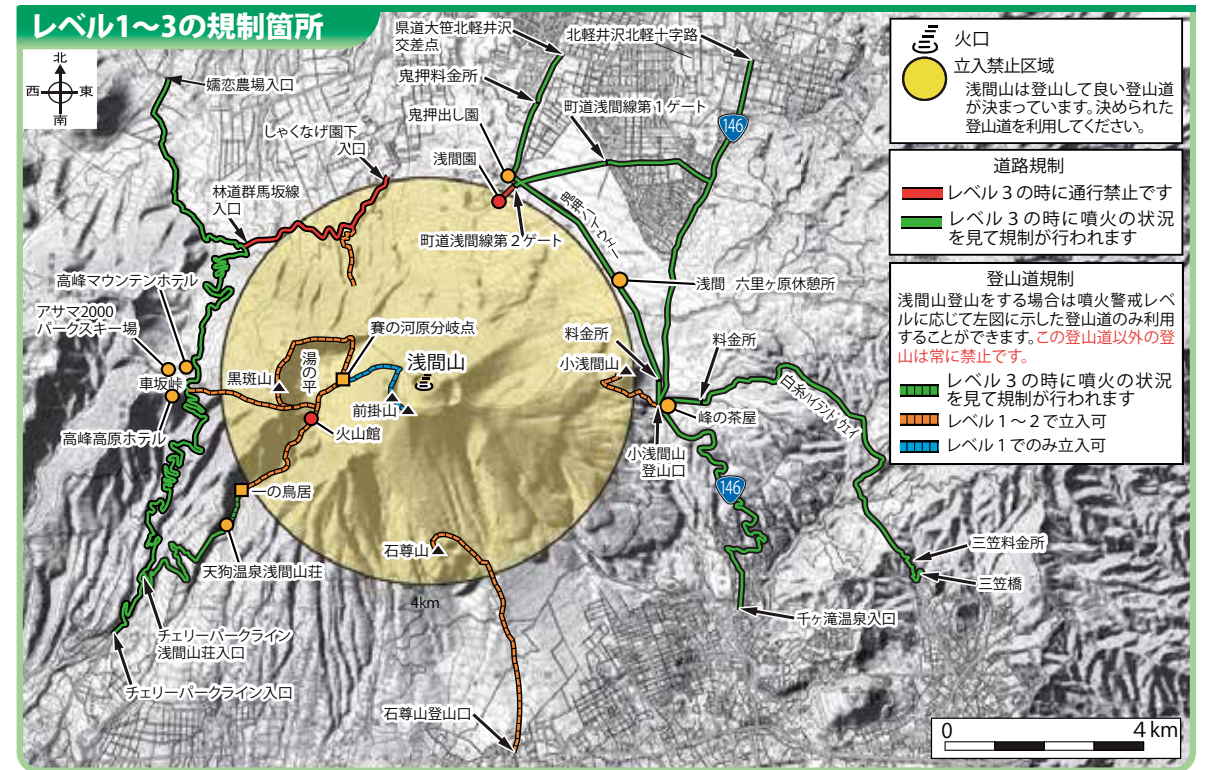 レベル1～3の規制箇所
北
西
東
南
県道大笹北軽井沢
交差点
北軽井沢北軽十字路
鬼押料金所
嬬恋農場入口
鬼押出し園
町道浅間線第１ゲート
146
しゃくなげ園下
入口
浅間園
林道群馬坂線
入口
鬼押ハイウェー
町道浅間線第２ゲート
高峰マウンテンホテル
浅間 六里ヶ原休憩所
アサマ2000
パークスキー場
賽の河原分岐点
料金所
料金所
湯の平
浅間山
小浅間山
車坂峠
黒斑山
前掛山
白糸ハイランドウェイ
峰の茶屋
高峰高原ホテル
火山館
小浅間山
登山口
一の鳥居
146
石尊山
三笠料金所
天狗温泉浅間山荘
三笠橋
4km
千ヶ滝温泉入口
チェリーパークライン
浅間山荘入口
チェリーパークライン入口
石尊山登山口
火口
立入禁止区域
浅間山は登山して良い登山道
が決まっています。決められた
登山道を利用してください。
道路規制
レベル３の時に通行禁止です
レベル３の時に噴火の状況
を見て規制が行われます
登山道規制
浅間山登山をする場合は噴火警戒レベ
ルに応じて左図に示した登山道のみ利用
することができます。この登山道以外の登
山は常に禁止です。
レベル３の時に噴火の状況
を見て規制が行われます
レベル１～２で立入可
レベル１でのみ立入可
0
4 km